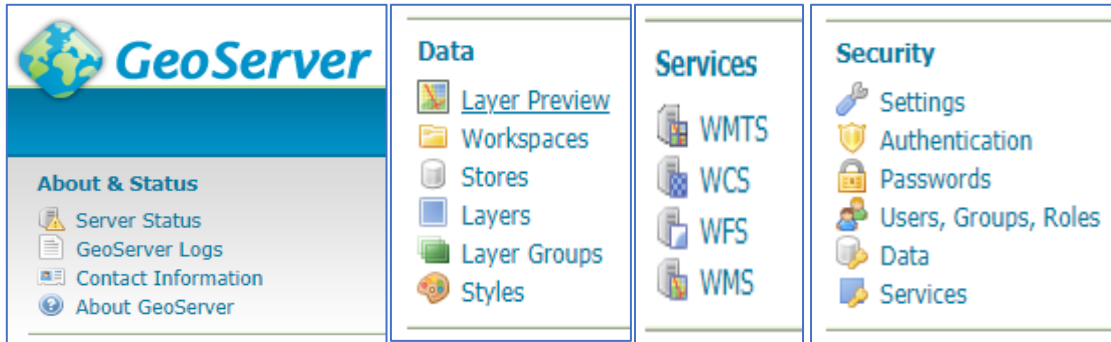 GeoServer
About & Status
Server Status
GeoServer Logs
Contact Information
About GeoServer
Data
Layer Preview
Workspaces
Stores
Layers
Layer Groups
Styles
Services
WMTS
WCS
WFS
WMS
Security
Settings
Authentication
Passwords
Users, Groups, Roles
Data
Services